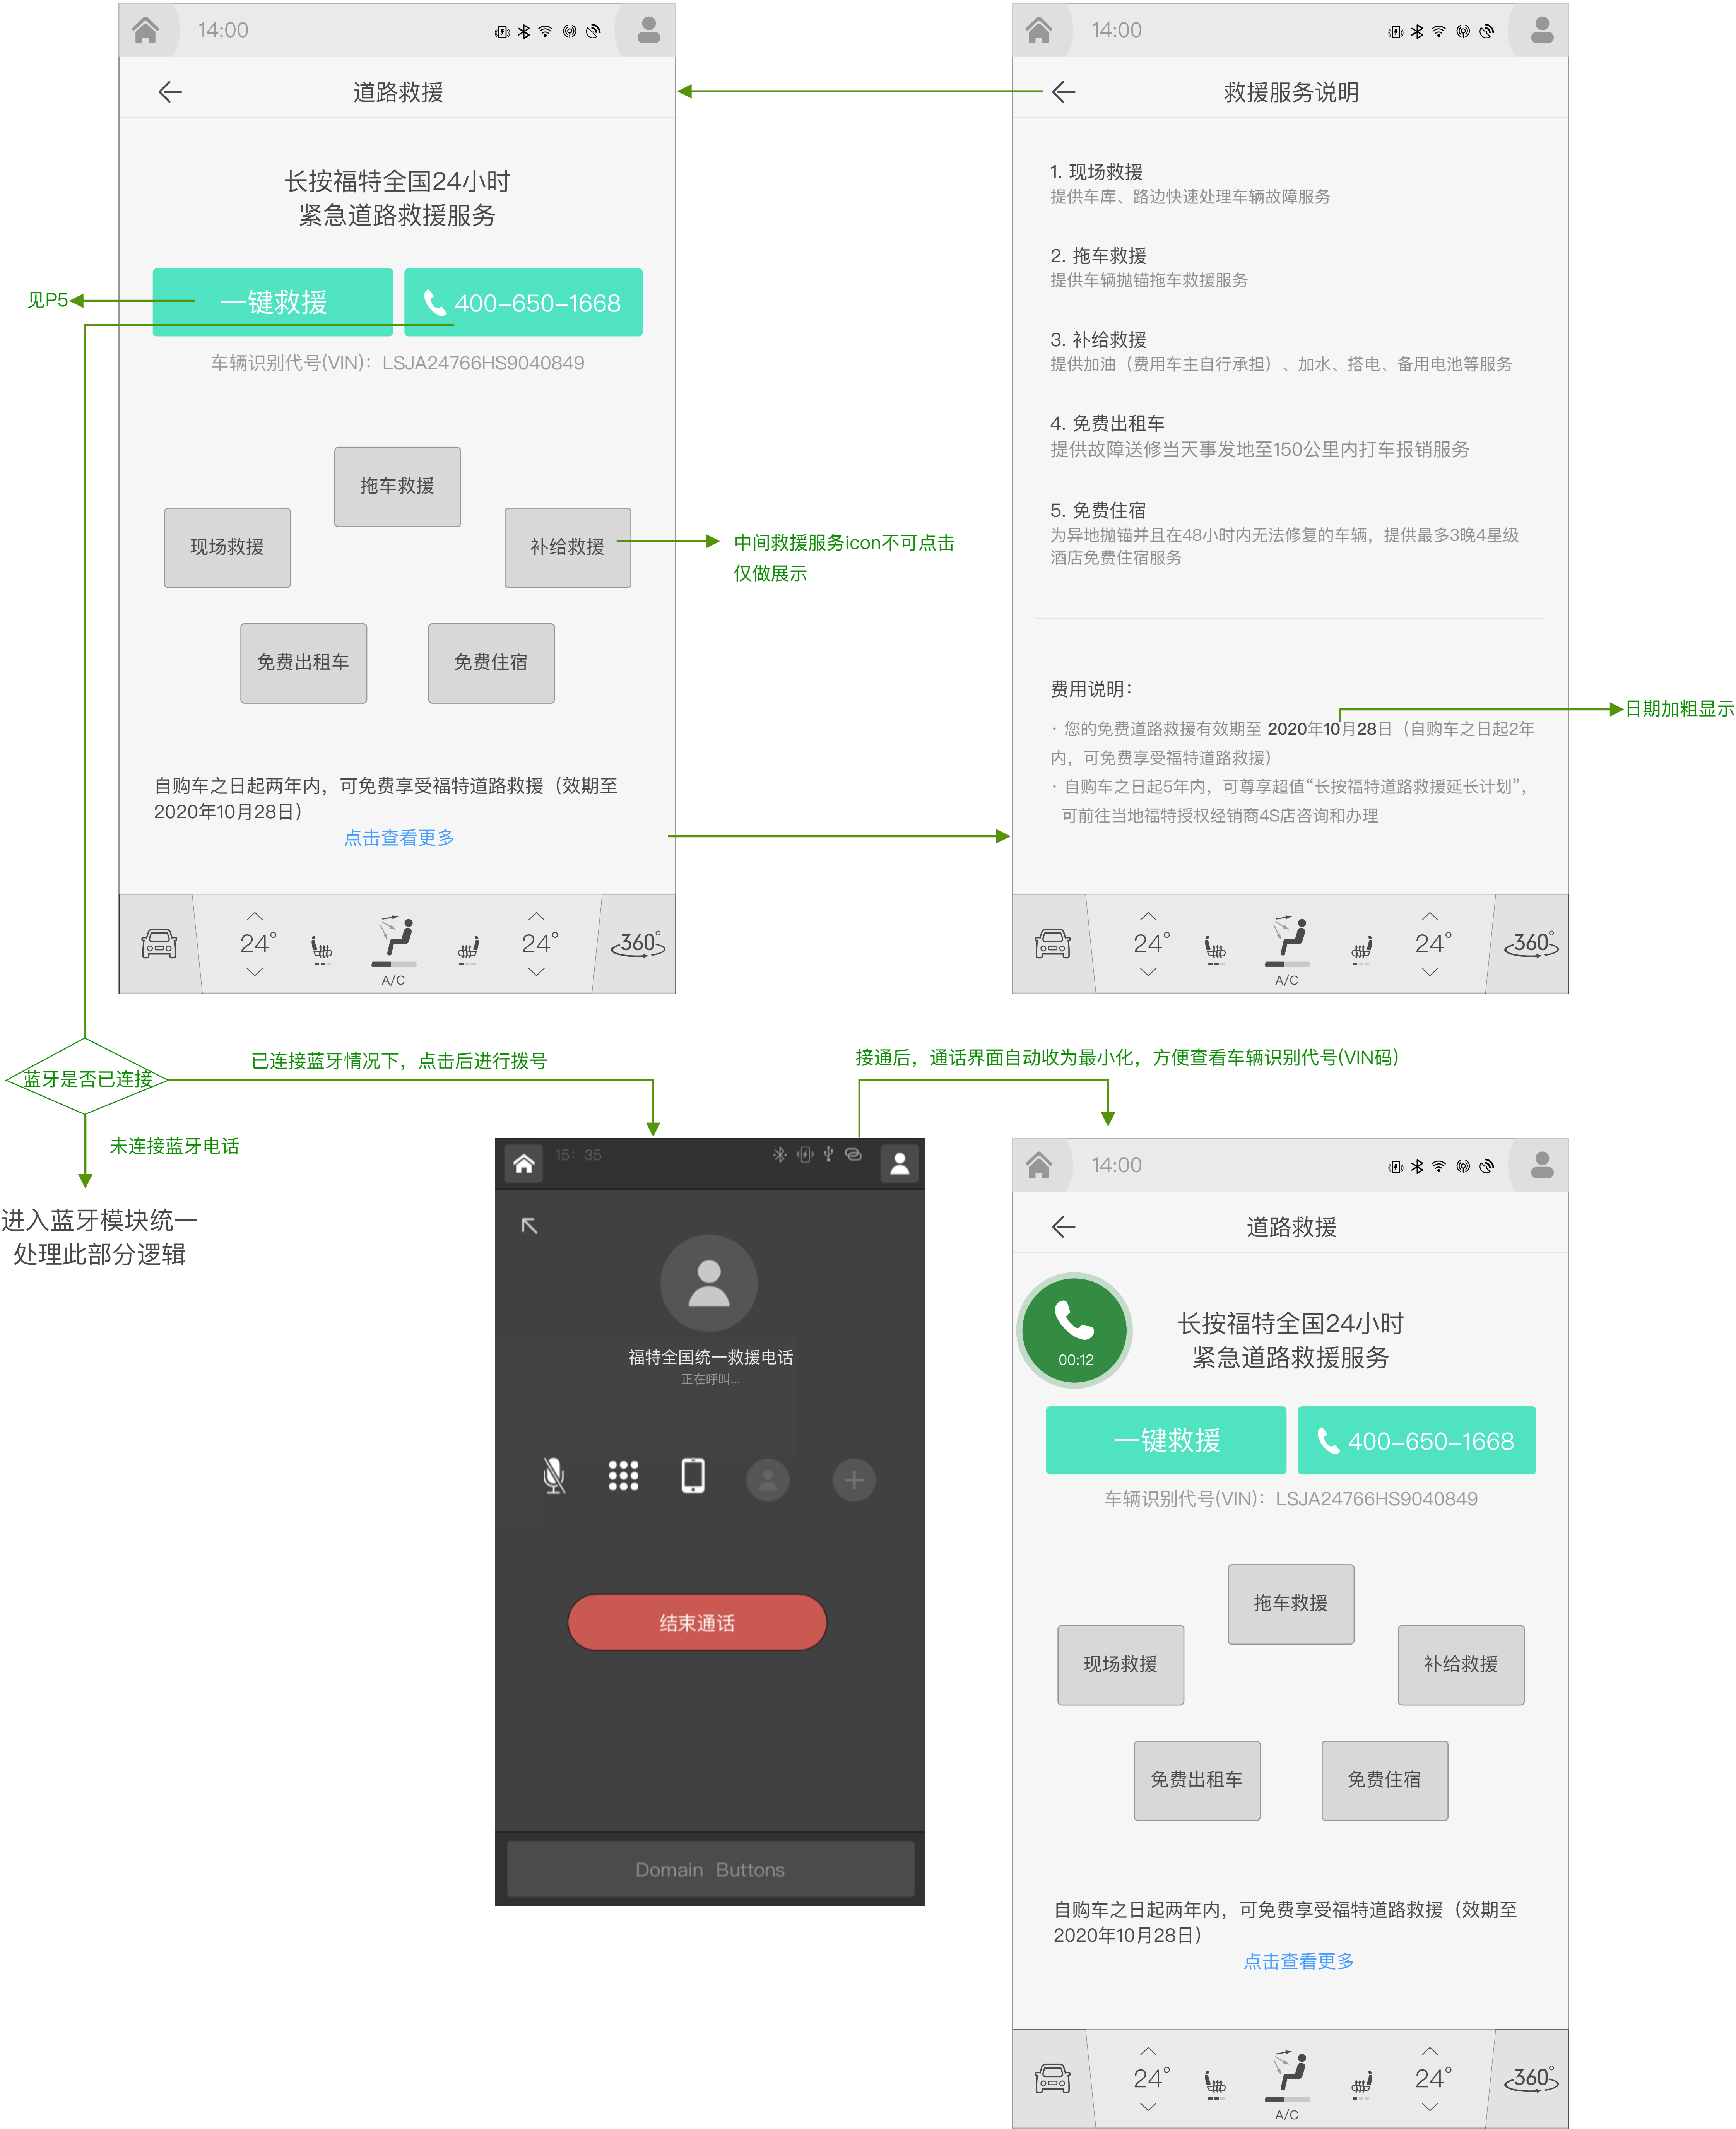 14:00
道路救援
长按福特全国24小时
紧急道路救援服务
一键救援
400-650-1668
见P5
车辆识别代号(VIN)：LSJA24766HS9040849
拖车救援
现场救援
补给救援
中间救援服务icon不可点击
仅做展示
免费出租车
免费住宿
自购车之日起两年内，可免费享受福特道路救援（效期至
2020年10月28日）
点击查看更多
24°
A/C
24°
360°
14:00
救援服务说明
1. 现场救援
提供车库、路边快速处理车辆故障服务
2. 拖车救援
提供车辆抛锚拖车救援服务
3. 补给救援
提供加油（费用车主自行承担）、加水、搭电、备用电池等服务
4. 免费出租车
提供故障送修当天事发地至150公里内打车报销服务
5. 免费住宿
为异地抛锚并且在48小时内无法修复的车辆，提供最多3晚4星级
酒店免费住宿服务
费用说明：
· 您的免费道路救援有效期至 2020年10月28日（自购车之日起2年
内，可免费享受福特道路救援）
· 自购车之日起5年内，可尊享超值“长按福特道路救援延长计划”，
可前往当地福特授权经销商4S店咨询和办理
日期加粗显示
24°
A/C
24°
360°
蓝牙是否已连接
已连接蓝牙情况下，点击后进行拨号
接通后，通话界面自动收为最小化，方便查看车辆识别代号(VIN码)
未连接蓝牙电话
进入蓝牙模块统一
处理此部分逻辑
15：35
福特全国统一救援电话
正在呼叫...
结束通话
Domain Buttons
14:00
道路救援
00:12
长按福特全国24小时
紧急道路救援服务
一键救援
400-650-1668
车辆识别代号(VIN)：LSJA24766HS9040849
拖车救援
现场救援
补给救援
免费出租车
免费住宿
自购车之日起两年内，可免费享受福特道路救援（效期至
2020年10月28日）
点击查看更多
24°
A/C
24°
360°